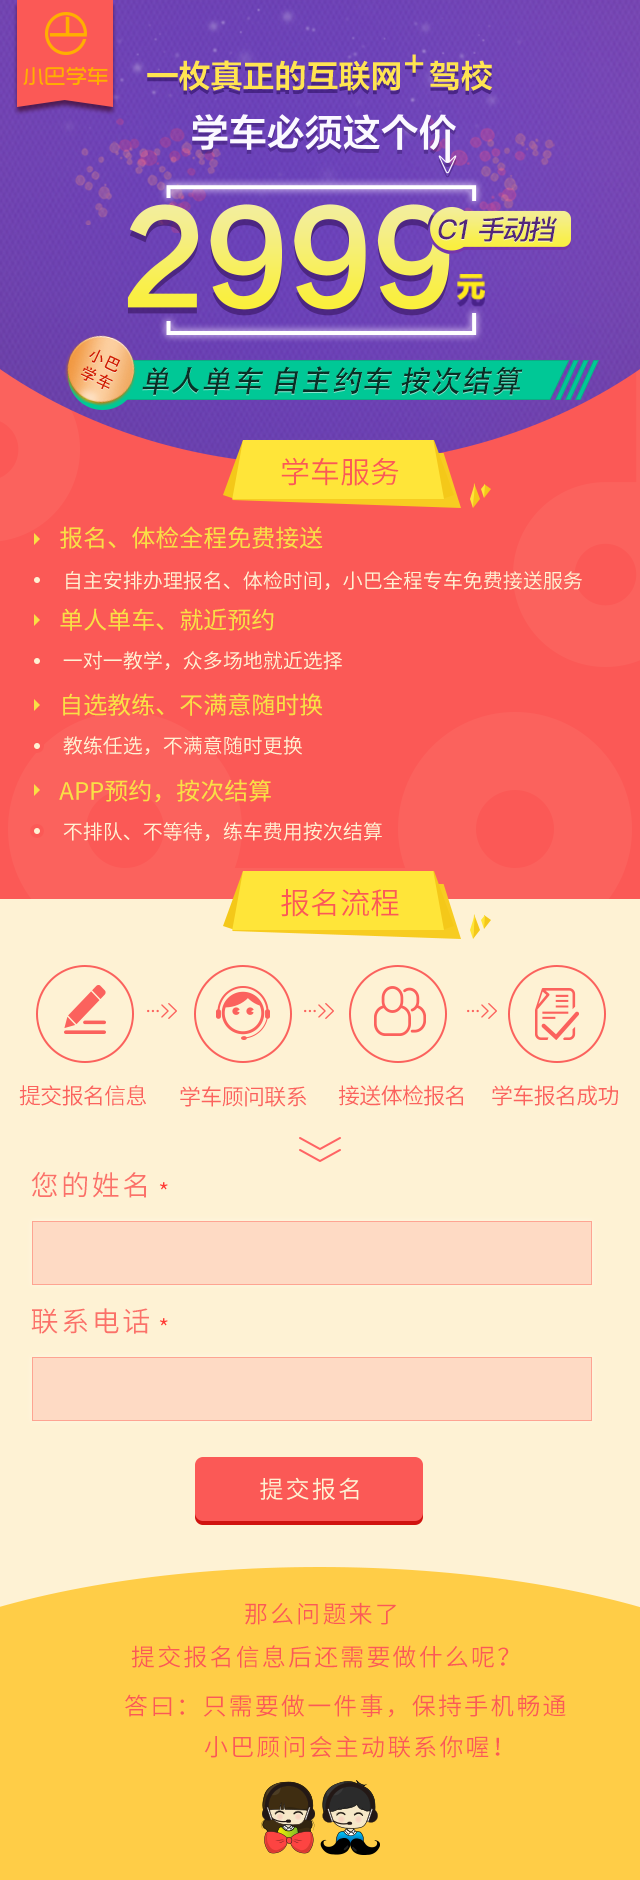 小巴学车
一枚真正的互联网+驾校
学车必须这个价
2999元
C1 手动挡
小巴学车
单人单车 自主约车 按次结算
学车服务
报名、体检全程免费接送
• 自主安排办理报名、体检时间，小巴全程专车免费接送服务
单人单车、就近预约
• 一对一教学，众多场地就近选择
自选教练、不满意随时换
• 教练任选，不满意随时更换
APP预约，按次结算
• 不排队、不等待，练车费用按次结算
报名流程
提交报名信息 学车顾问联系 接送体检报名 学车报名成功
您的姓名 *
联系电话 *
提交报名
那么问题来了
提交报名信息后还需要做什么呢？
答曰：只需要做一件事，保持手机畅通
小巴顾问会主动联系你喔！